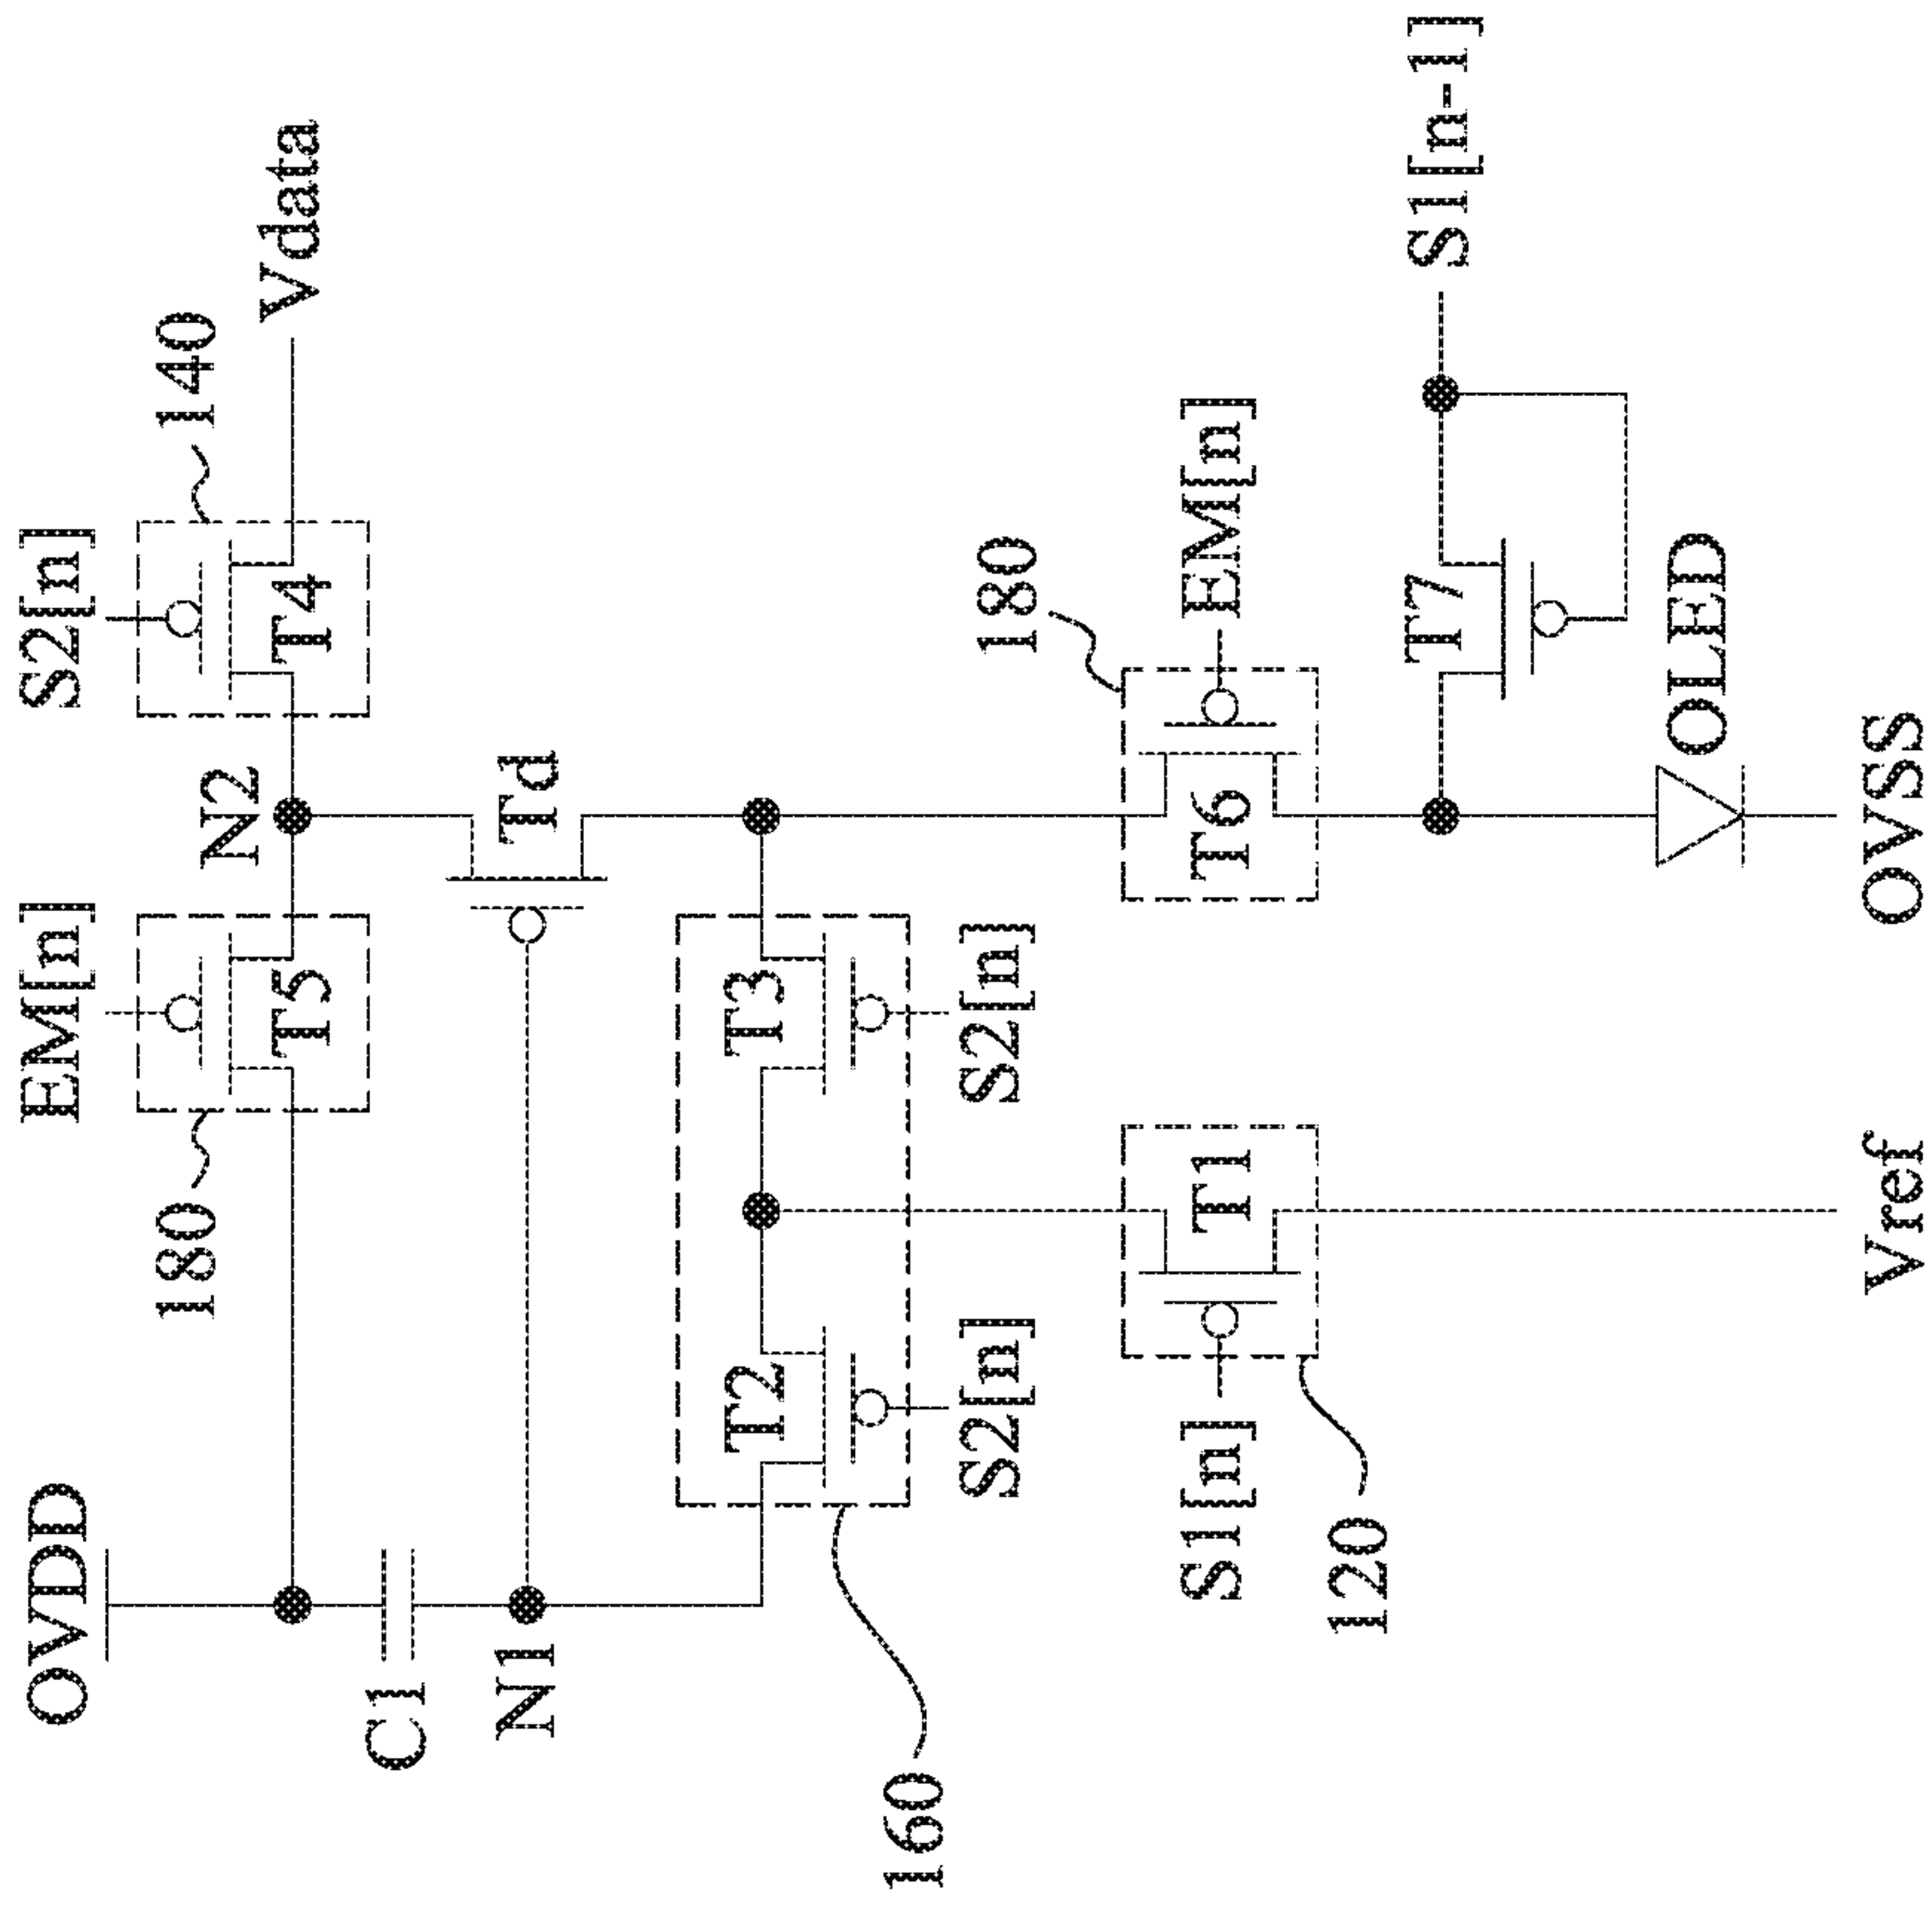 OVDD
EM[n]
S2[n]
180
140
T5
T4
N2
Vdata
C1
N1
Td
T2
T3
160
S2[n]
S2[n]
180
S1[n]
T1
T6
EM[n]
120
T7
S1[n-1]
OLED
Vref
OVSS